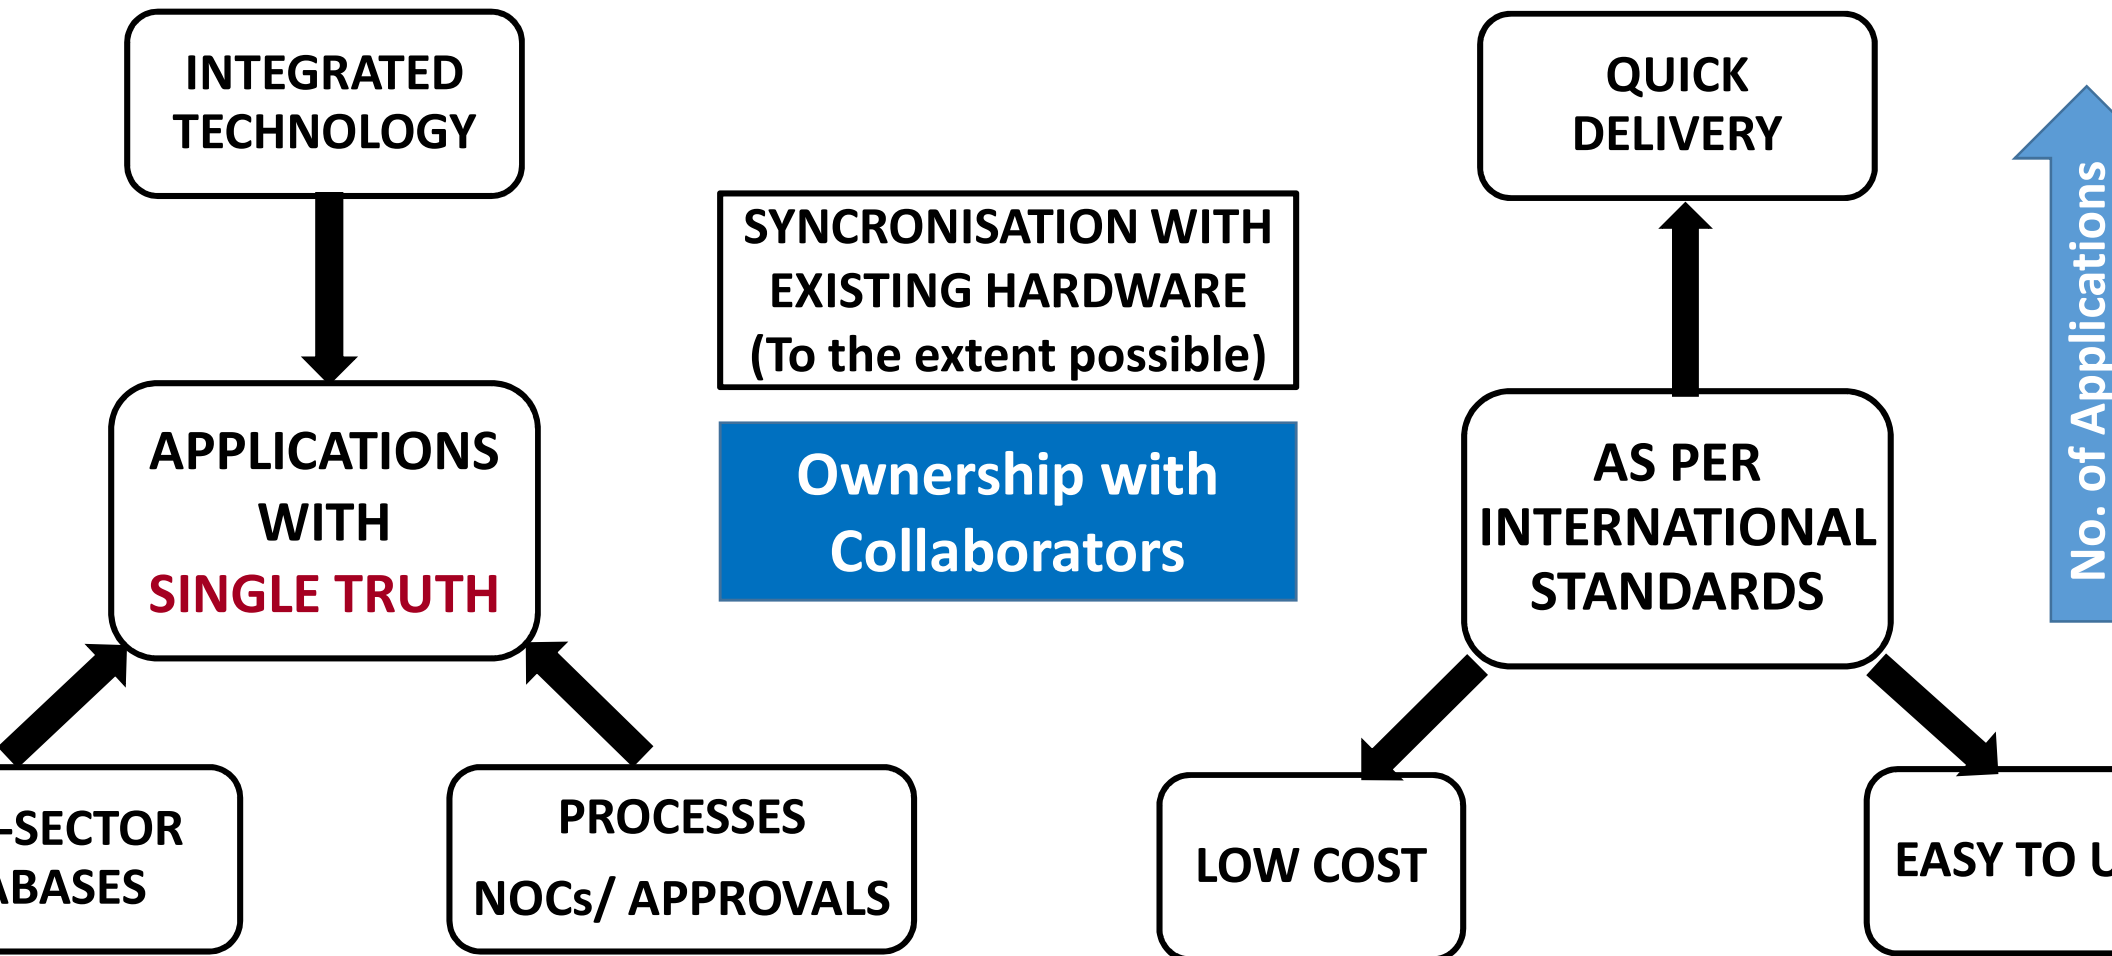 INTEGRATED
TECHNOLOGY
APPLICATIONS
WITH
SINGLE TRUTH
-SECTOR
ABASES
PROCESSES
NOCs/ APPROVALS
SYNCRONISATION WITH
EXISTING HARDWARE
(To the extent possible)
Ownership with
Collaborators
QUICK
DELIVERY
AS PER
INTERNATIONAL
STANDARDS
LOW COST
EASY TO U
No. of Applications